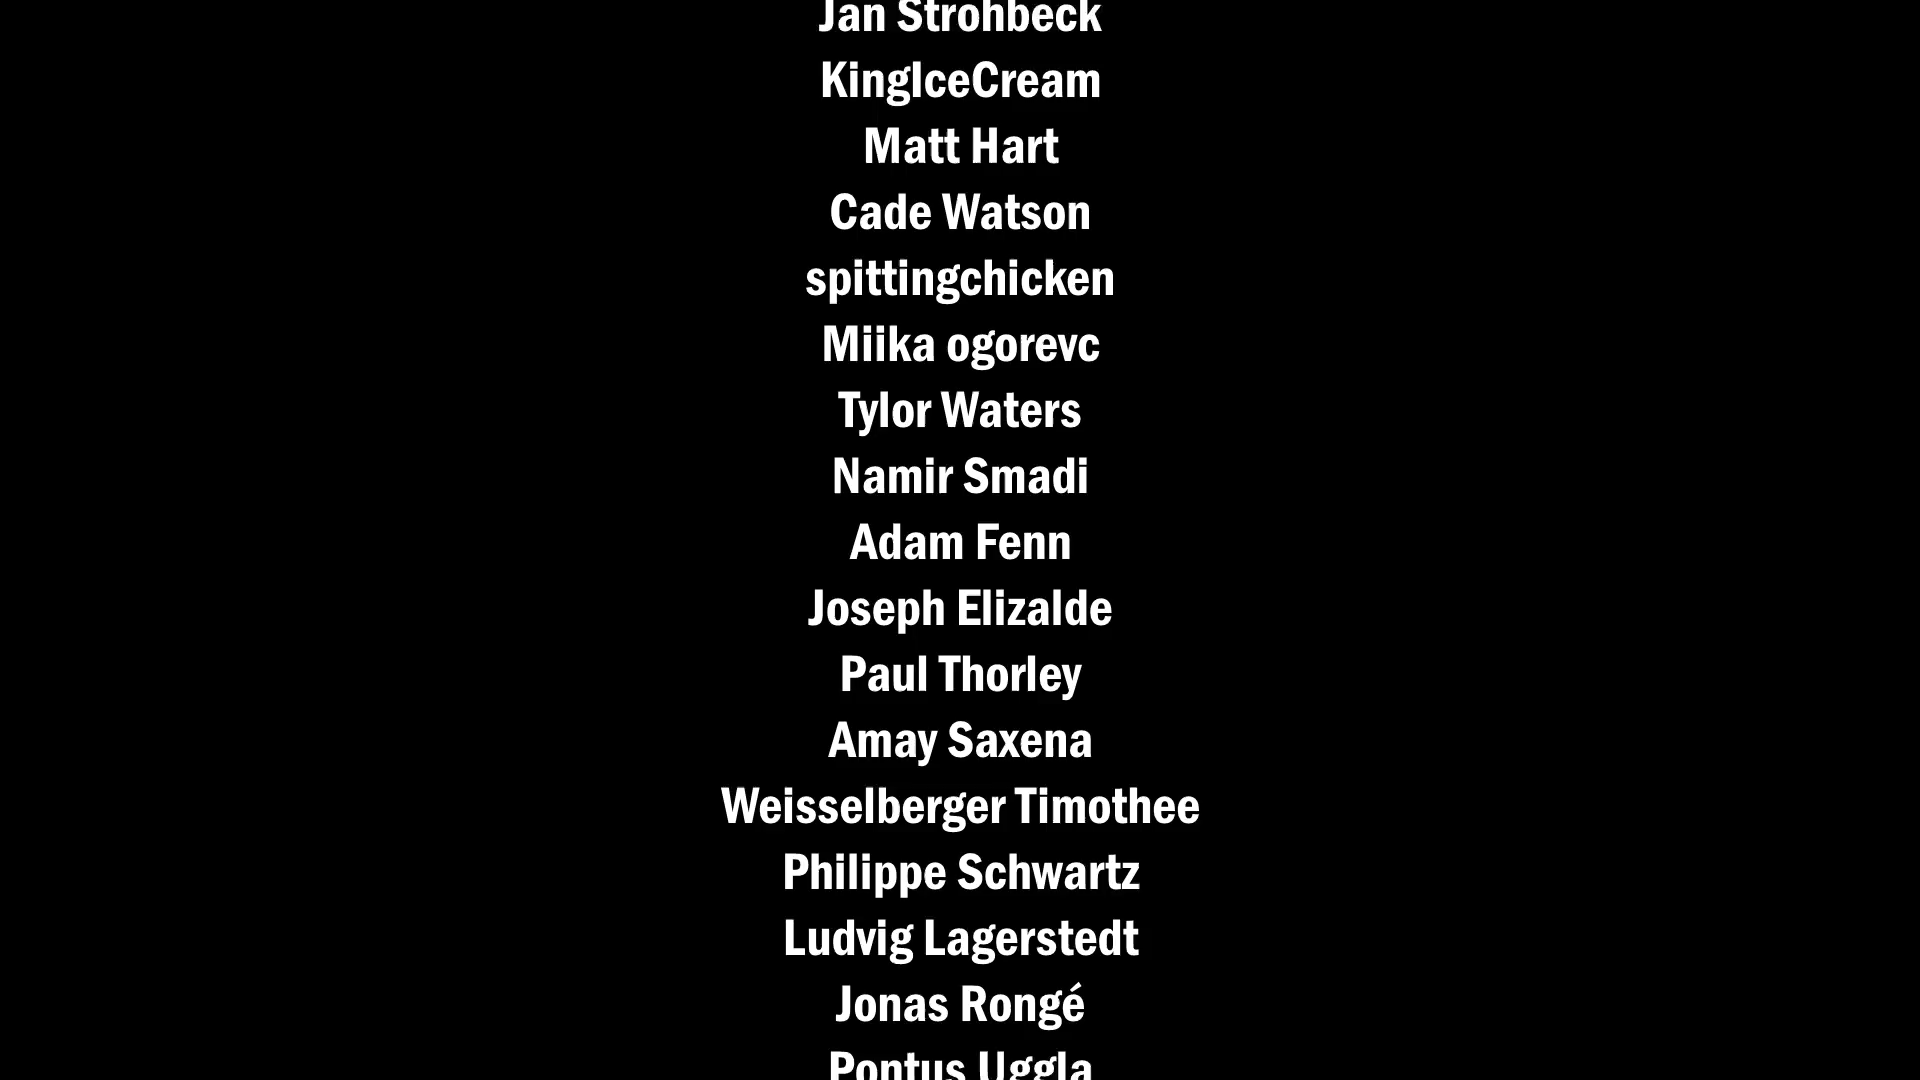 Jan Strohbeck
KingIceCream
Matt Hart
Cade Watson
spittingchicken
Miika ogorevc
Tylor Waters
Namir Smadi
Adam Fenn
Joseph Elizalde
Paul Thorley
Amay Saxena
Weisselberger Timothee
Philippe Schwartz
Ludvig Lagerstedt
Jonas Rongé
Pontus Uggla